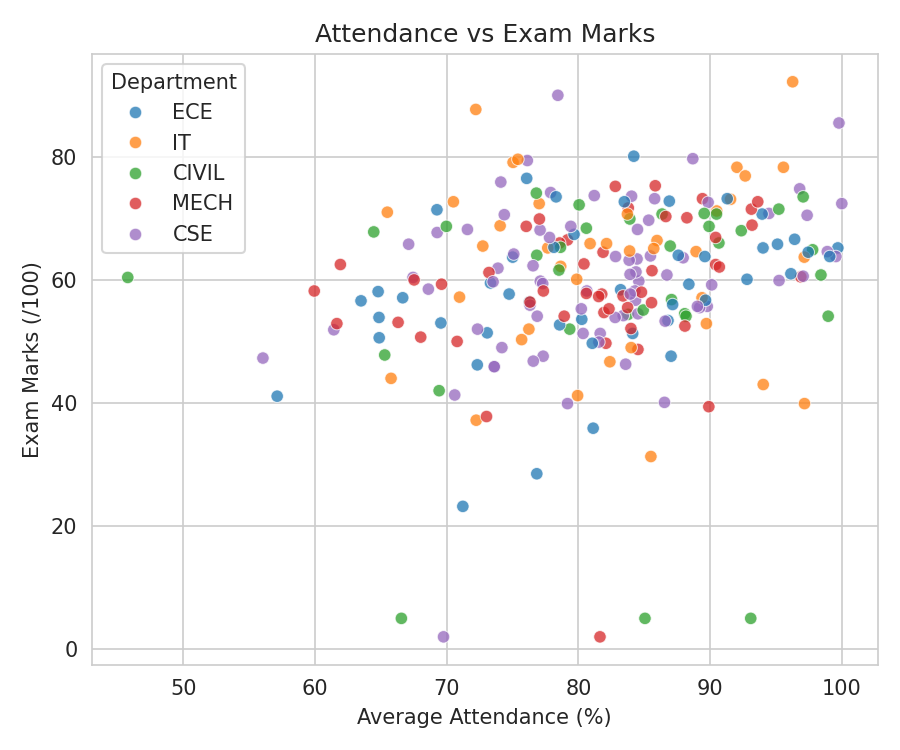 Attendance vs Exam Marks
Department
ECE
IT
CIVIL
MECH
CSE
Exam Marks (/100)
80
60
40
20
0
50 60 70 80 90 100
Average Attendance (%)